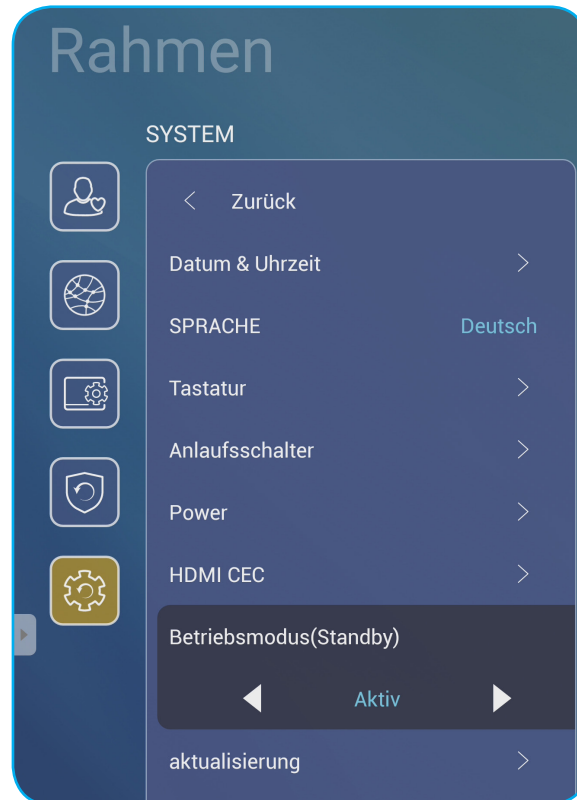 Rahmen
SYSTEM
Zurück
Datum & Uhrzeit
SPRACHE Deutsch
Tastatur
Anlaufsschalter
Power
HDMI CEC
Betriebsmodus(Standby)
Aktiv
aktualisierung